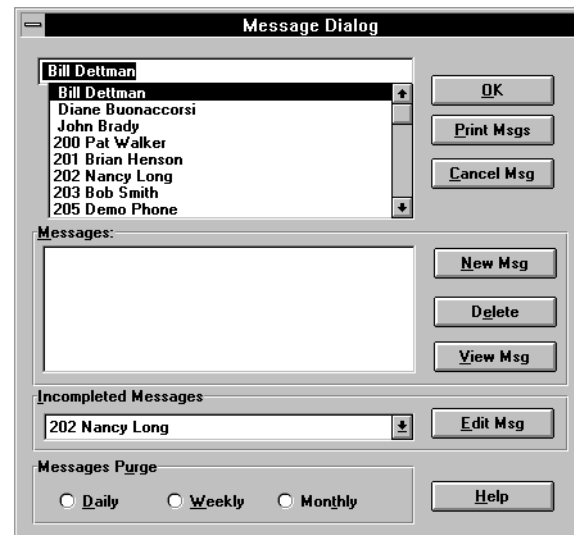 Message Dialog
Bill Dettman
Bill Dettman
Diane Buonaccorsi
John Brady
200 Pat Walker
201 Brian Henson
202 Nancy Long
203 Bob Smith
205 Demo Phone
OK
Print Msgs
Cancel Msg
Messages:
New Msg
Delete
View Msg
Incompleted Messages
202 Nancy Long
Edit Msg
Messages Purge
Daily Weekly Monthly
Help